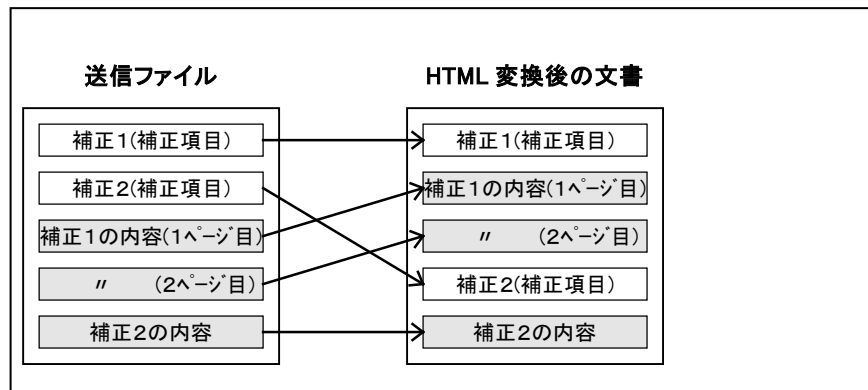 送信ファイル
補正1(補正項目)
補正2(補正項目)
補正1の内容(1ﾍﾟｰｼﾞ目)
〃 (2ﾍﾟｰｼﾞ目)
補正2の内容
HTML 変換後の文書
補正1(補正項目)
補正1の内容(1ﾍﾟｰｼﾞ目)
〃 (2ﾍﾟｰｼﾞ目)
補正2(補正項目)
補正2の内容